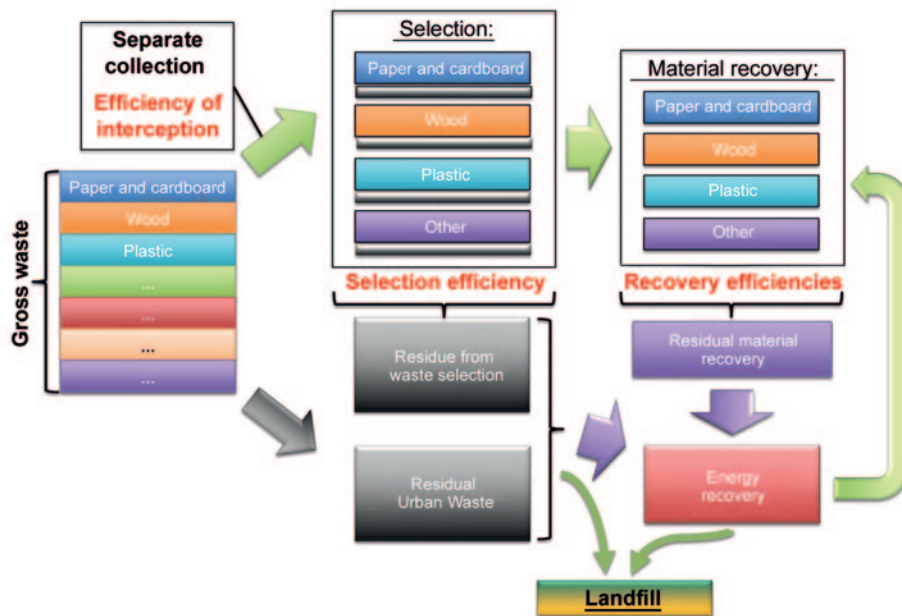 Separate
collection
Efficiency of
interception
Gross waste
Paper and cardboard
Wood
Plastic
...
...
...
...
Selection:
Paper and cardboard
Wood
Plastic
Other
Selection efficiency
Residue from
waste selection
Residual
Urban Waste
Material recovery:
Paper and cardboard
Wood
Plastic
Other
Recovery efficiencies
Residual material
recovery
Energy
recovery
Landfill